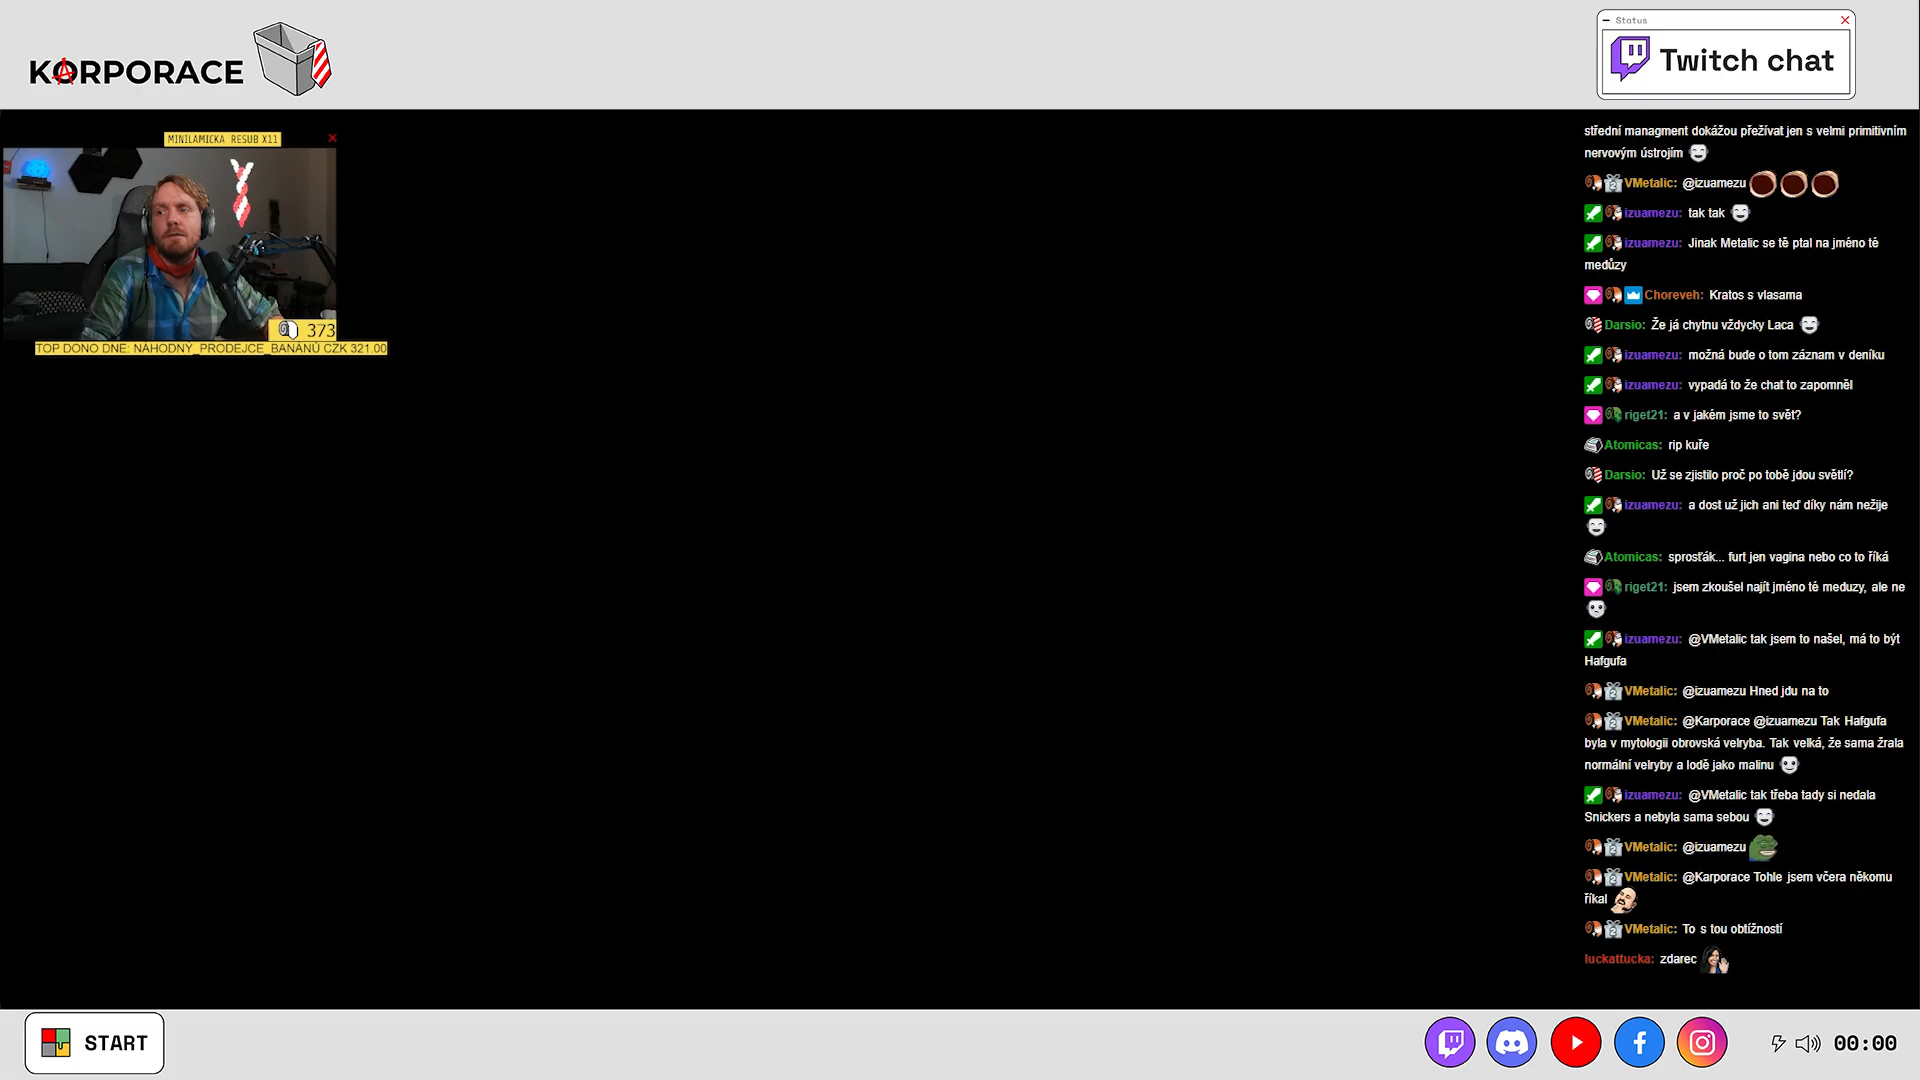 KARPORACE
Status
Twitch chat
MINILAMICKA RESUB X11
373
TOP DONO DNE: NÁHODNÝ_PRODEJCE_BANÁNŮ CZK 321.00
střední managment dokážou přežívat jen s velmi primitivním
nervovým ústrojím
VMetalic: @izuamezu
izuamezu: tak tak
izuamezu: Jinak Metalic se tě ptal na jméno té
medůzy
Choreveh: Kratos s vlasama
Darsio: Že já chytnu vždycky Laca
izuamezu: možná bude o tom záznam v deníku
izuamezu: vypadá to že chat to zapomněl
riget21: a v jakém jsme to svět?
Atomicas: rip kuře
Darsio: Už se zjistilo proč po tobě jdou světlí?
izuamezu: a dost už jich ani teď díky nám nežije
Atomicas: sprosťák... furt jen vagina nebo co to říká
riget21: jsem zkoušel najít jméno té meduzy, ale ne
izuamezu: @VMetalic tak jsem to našel, má to být
Hafgufa
VMetalic: @izuamezu Hned jdu na to
VMetalic: @Karporace @izuamezu Tak Hafgufa
byla v mytologii obrovská velryba. Tak velká, že sama žrala
normální velryby a lodě jako malinu
izuamezu: @VMetalic tak třeba tady si nedala
Snickers a nebyla sama sebou
VMetalic: @izuamezu
VMetalic: @Karporace Tohle jsem včera někomu
říkal
VMetalic: To s tou obtížností
luckattucka: zdarec
START
00:00